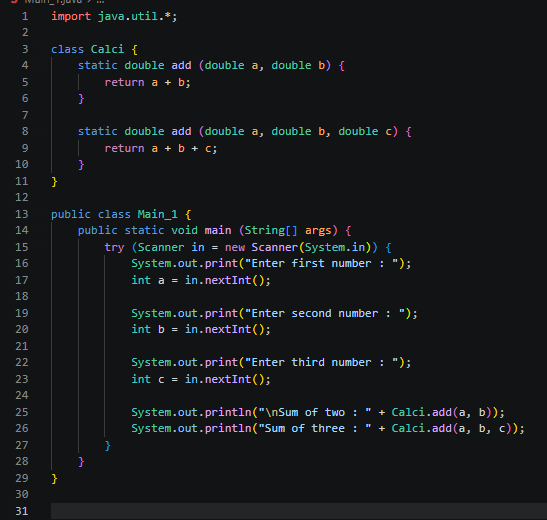 Main_1.java > ...
1 import java.util.*;
2
3 class Calci {
4     static double add (double a, double b) {
5         return a + b;
6     }
7
8     static double add (double a, double b, double c) {
9         return a + b + c;
10     }
11 }
12
13 public class Main_1 {
14     public static void main (String[] args) {
15         try (Scanner in = new Scanner(System.in)) {
16             System.out.print("Enter first number : ");
17             int a = in.nextInt();
18
19             System.out.print("Enter second number : ");
20             int b = in.nextInt();
21
22             System.out.print("Enter third number : ");
23             int c = in.nextInt();
24
25             System.out.println("\nSum of two : " + Calci.add(a, b));
26             System.out.println("Sum of three : " + Calci.add(a, b, c));
27         }
28     }
29 }
30
31